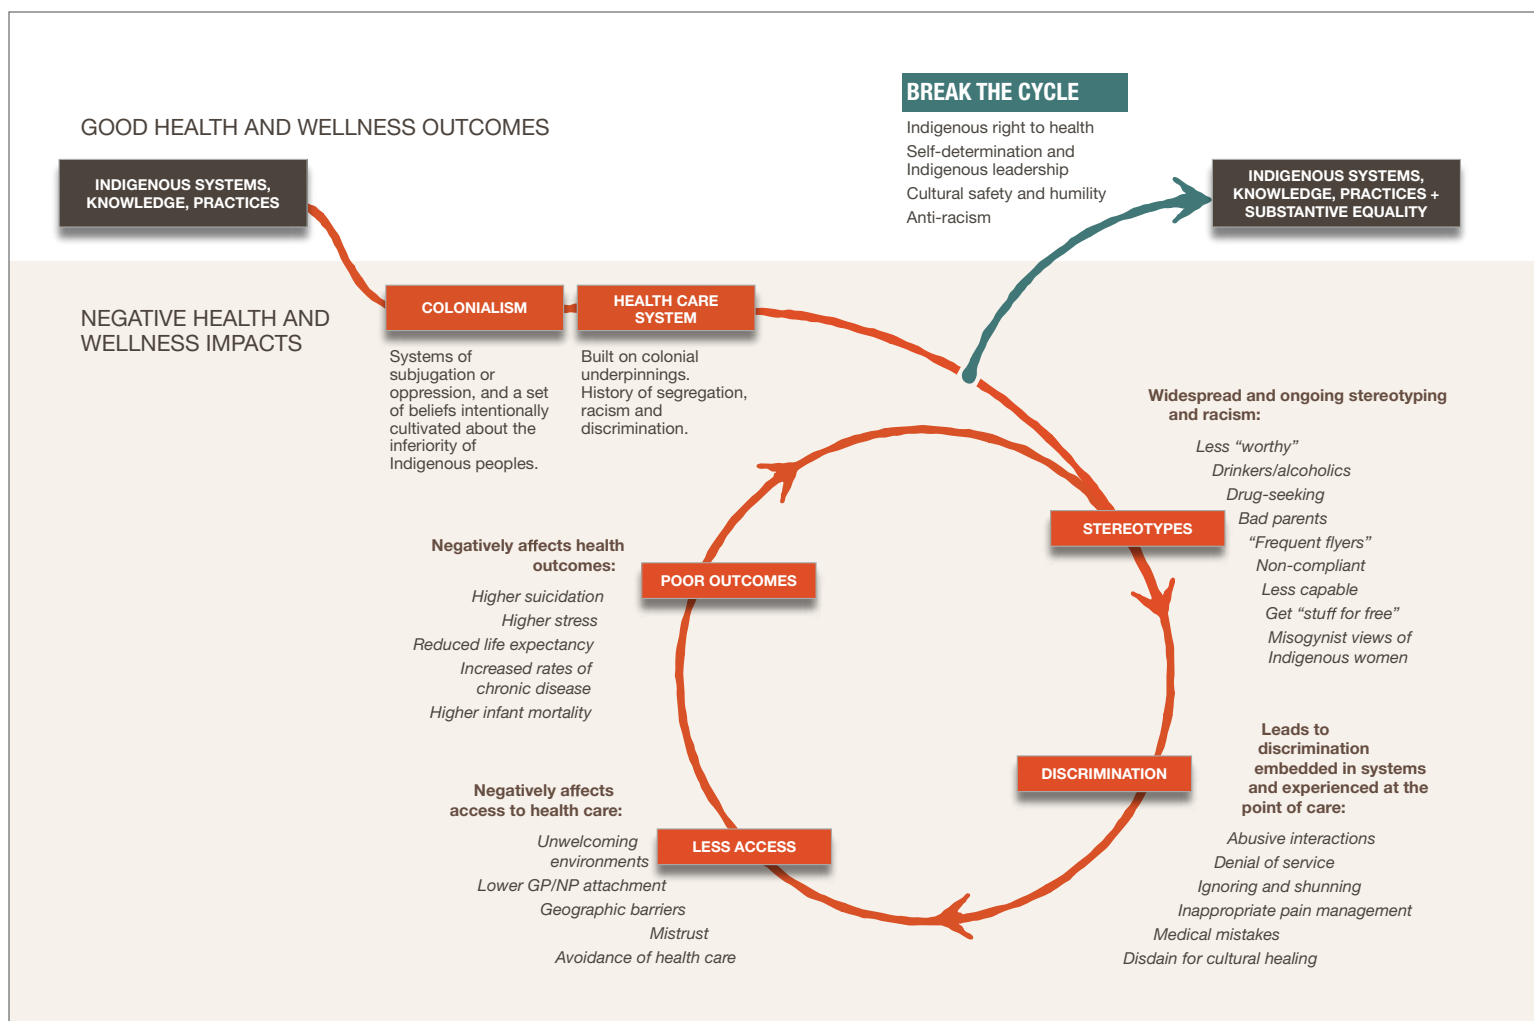 GOOD HEALTH AND WELLNESS OUTCOMES
INDIGENOUS SYSTEMS,
KNOWLEDGE, PRACTICES
BREAK THE CYCLE
Indigenous right to health
Self-determination and
Indigenous leadership
Cultural safety and humility
Anti-racism
INDIGENOUS SYSTEMS,
KNOWLEDGE, PRACTICES +
SUBSTANTIVE EQUALITY
NEGATIVE HEALTH AND
WELLNESS IMPACTS
COLONIALISM
Systems of
subjugation or
oppression, and a set
of beliefs intentionally
cultivated about the
inferiority of
Indigenous peoples.
HEALTH CARE
SYSTEM
Built on colonial
underpinnings.
History of segregation,
racism and
discrimination.
STEREOTYPES
Widespread and ongoing stereotyping
and racism:
Less “worthy”
Drinkers/alcoholics
Drug-seeking
Bad parents
“Frequent flyers”
Non-compliant
Less capable
Get “stuff for free”
Misogynist views of
Indigenous women
DISCRIMINATION
Leads to
discrimination
embedded in systems
and experienced at the
point of care:
Abusive interactions
Denial of service
Ignoring and shunning
Inappropriate pain management
Medical mistakes
Disdain for cultural healing
LESS ACCESS
Negatively affects
access to health care:
Unwelcoming
environments
Lower GP/NP attachment
Geographic barriers
Mistrust
Avoidance of health care
POOR OUTCOMES
Negatively affects health
outcomes:
Higher suicidation
Higher stress
Reduced life expectancy
Increased rates of
chronic disease
Higher infant mortality